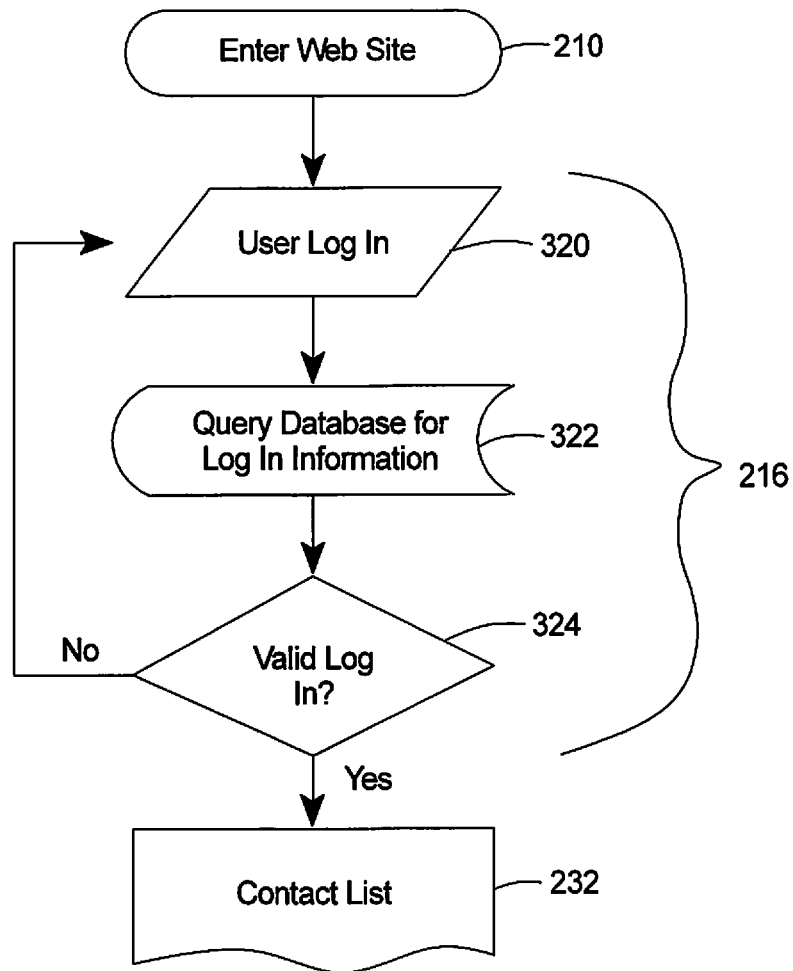 Enter Web Site
210
User Log In
320
Query Database for
Log In Information
322
216
324
Valid Log
In?
No
Yes
Contact List
232